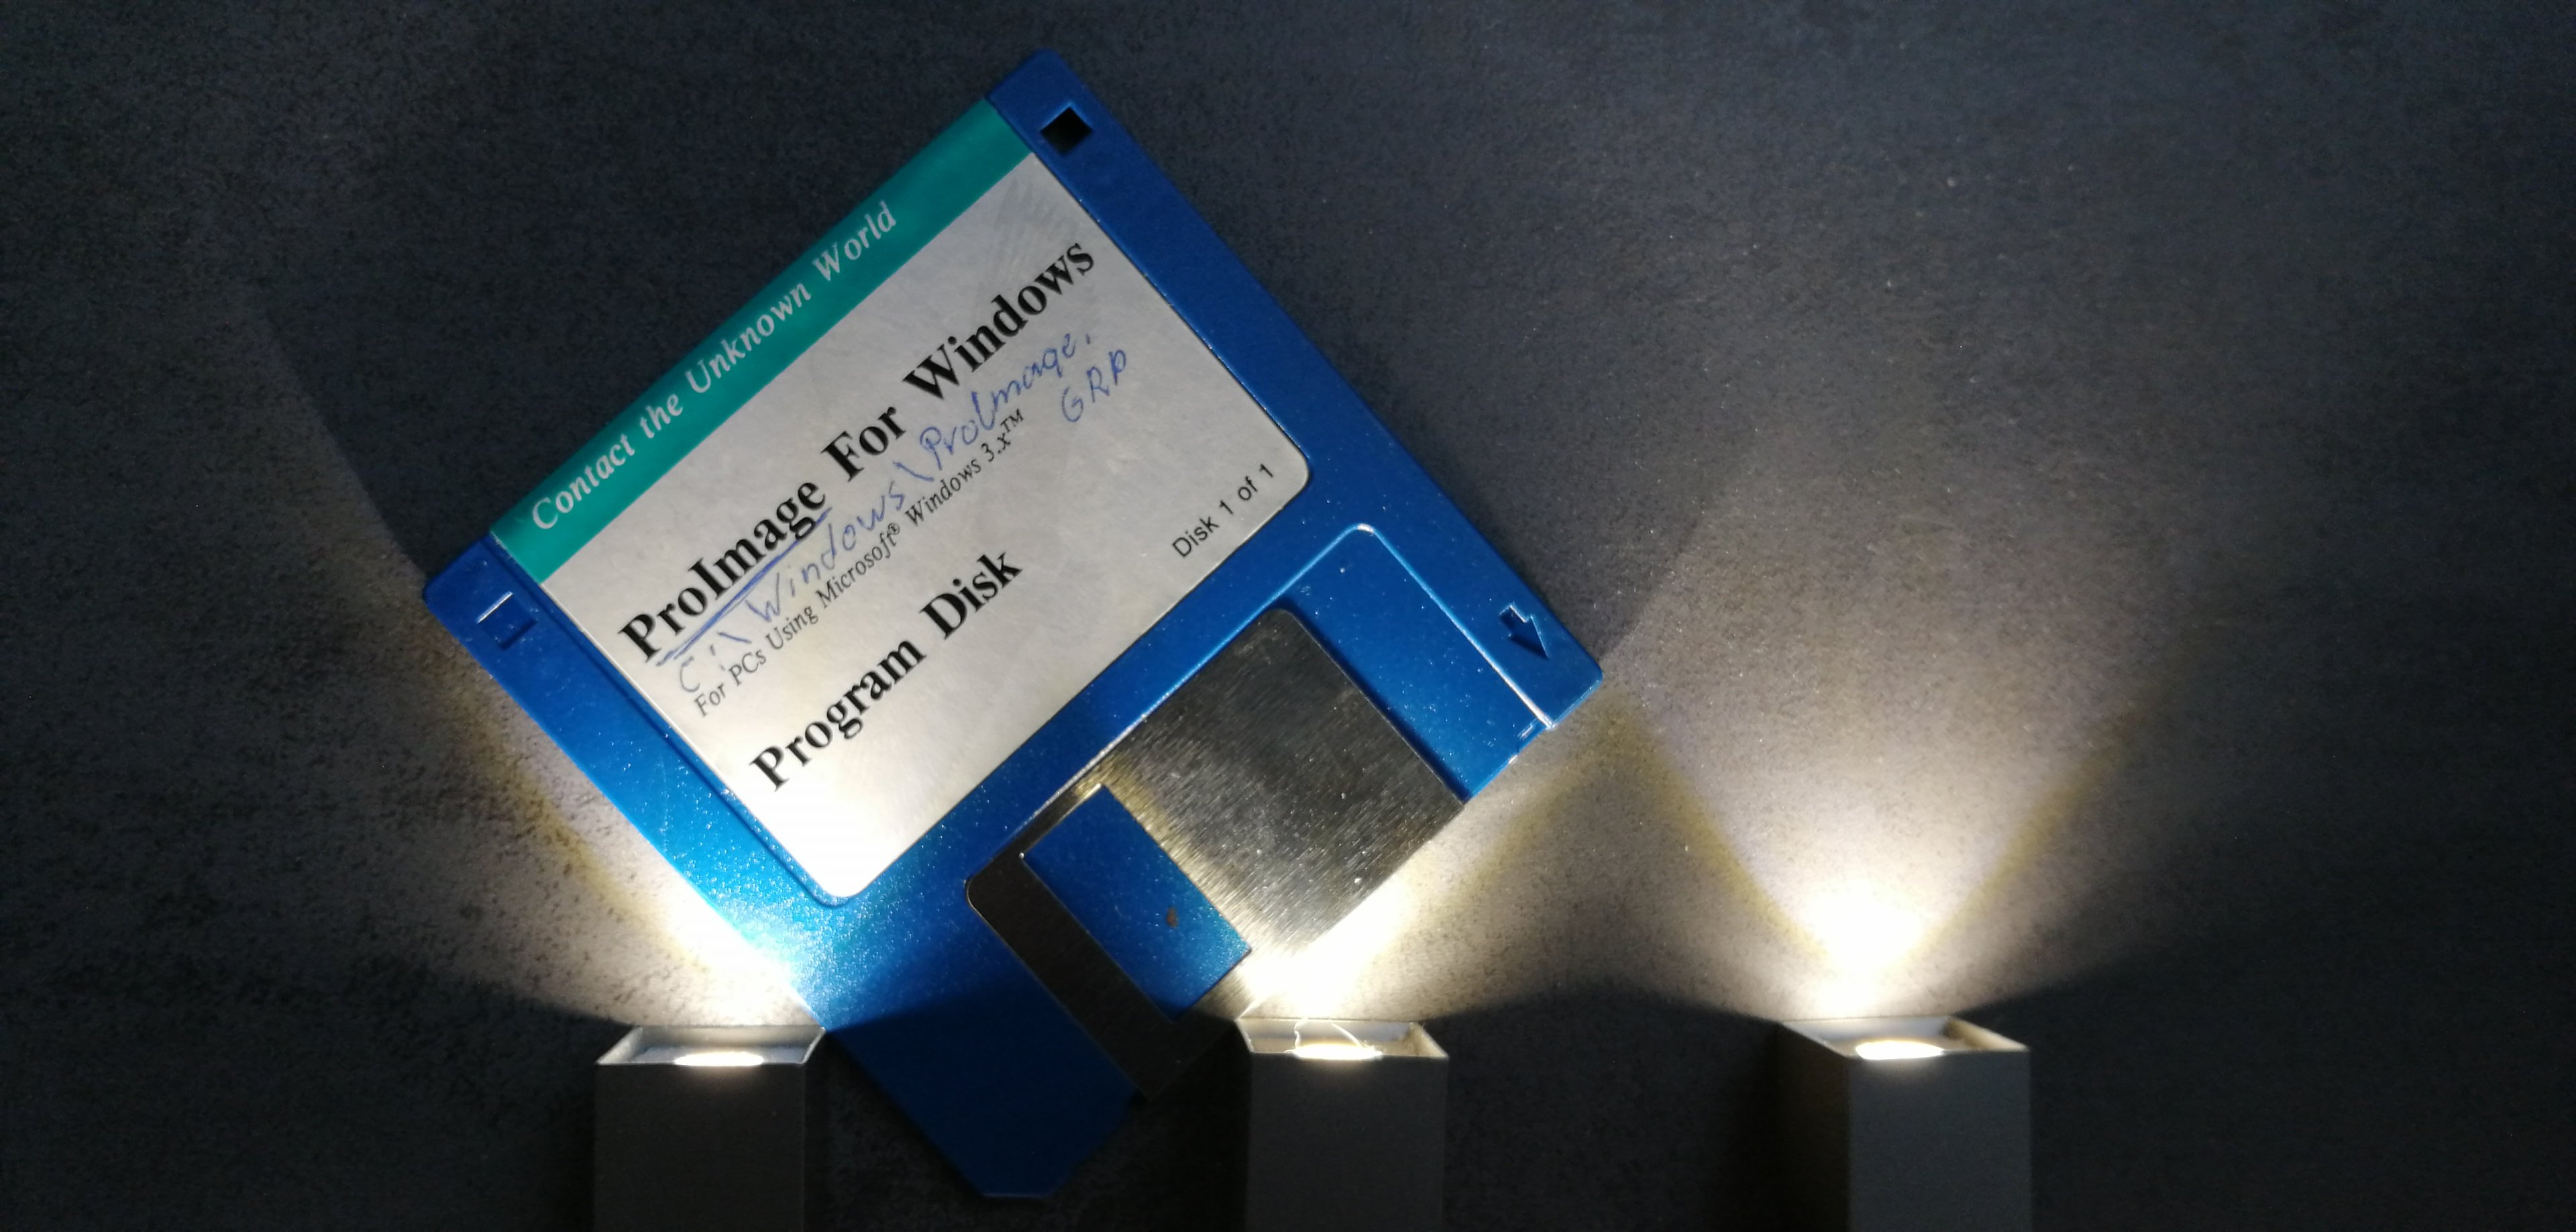 Contact the Unknown World
ProImage For Windows
C:\Windows\ProImage.
GRP
For PCs Using Microsoft® Windows 3.x™
Program Disk
Disk 1 of 1